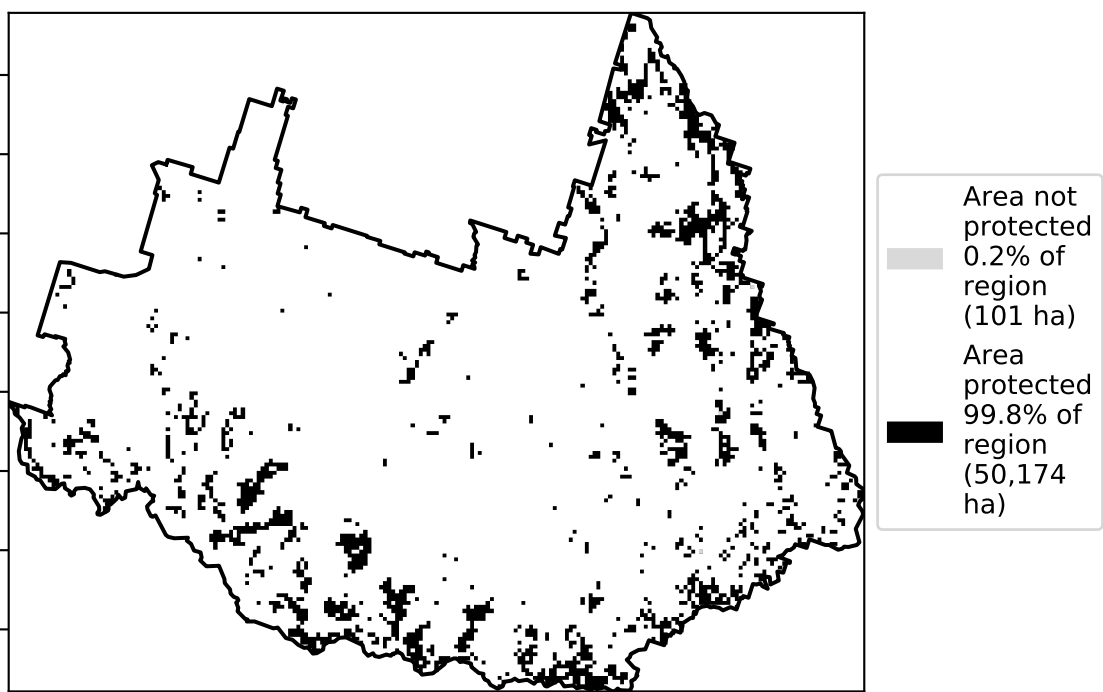 Area not
protected
0.2% of
region
(101 ha)
Area
protected
99.8% of
region
(50,174
ha)